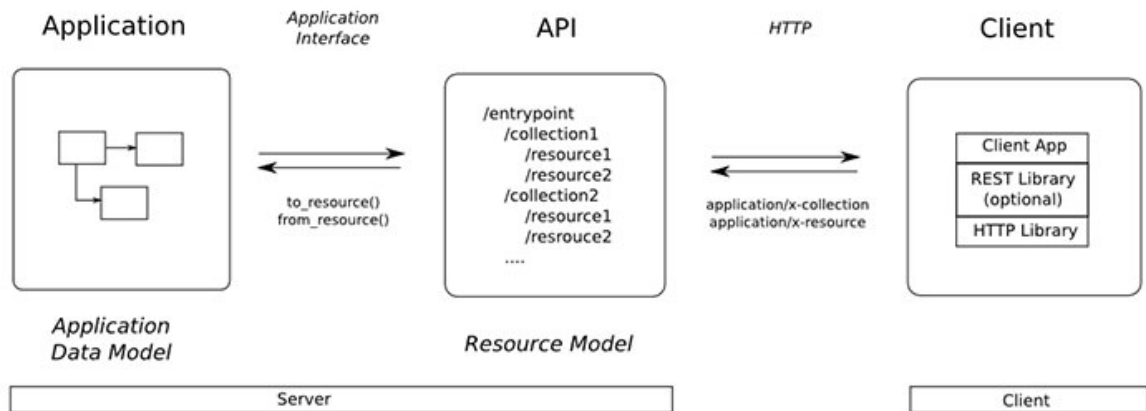 Application
Application
Interface
API
HTTP
Client
/entrypoint
/collection1
/resource1
/resource2
/collection2
/resource1
/resrouce2
....
to_resource()
from_resource()
application/x-collection
application/x-resource
Client App
REST Library
(optional)
HTTP Library
Application
Data Model
Resource Model
Server
Client